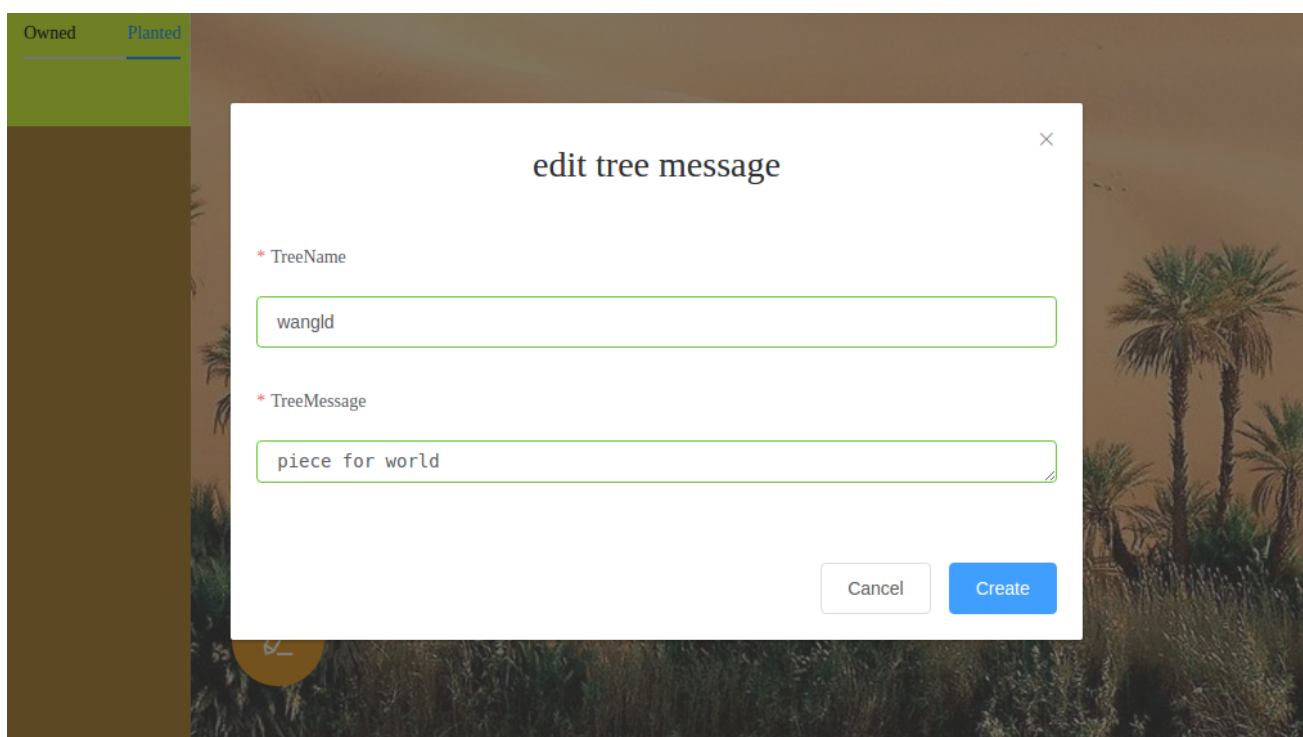 Owned Planted
edit tree message
* TreeName
wangld
* TreeMessage
piece for world
Cancel Create